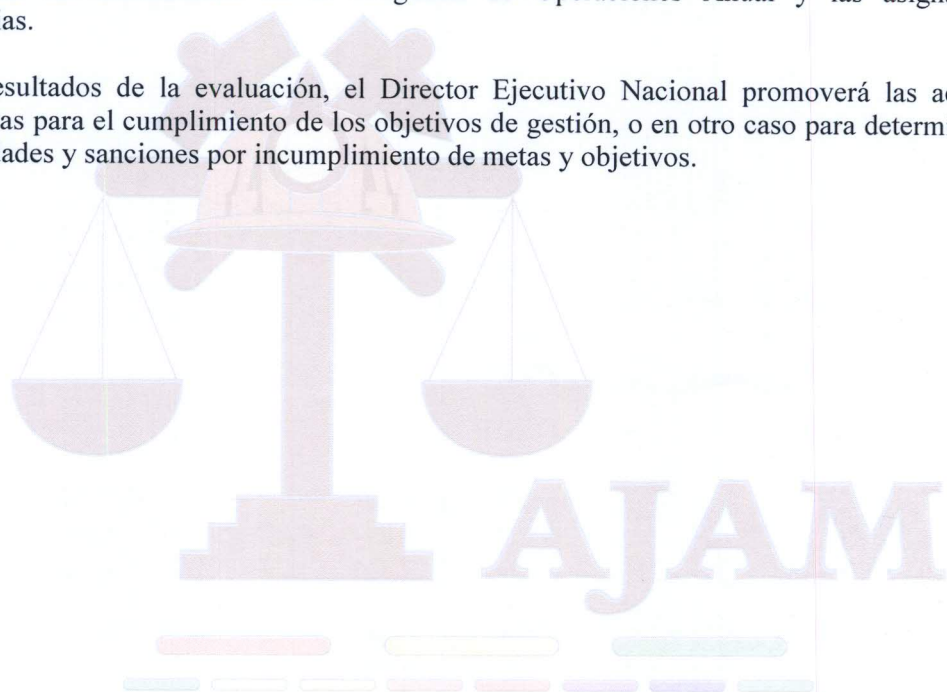 las.
esultados de la evaluación, el Director Ejecutivo Nacional promoverá las
as para el cumplimiento de los objetivos de gestión, o en otro caso para
dades y sanciones por incumplimiento de metas y objetivos.
AJAM